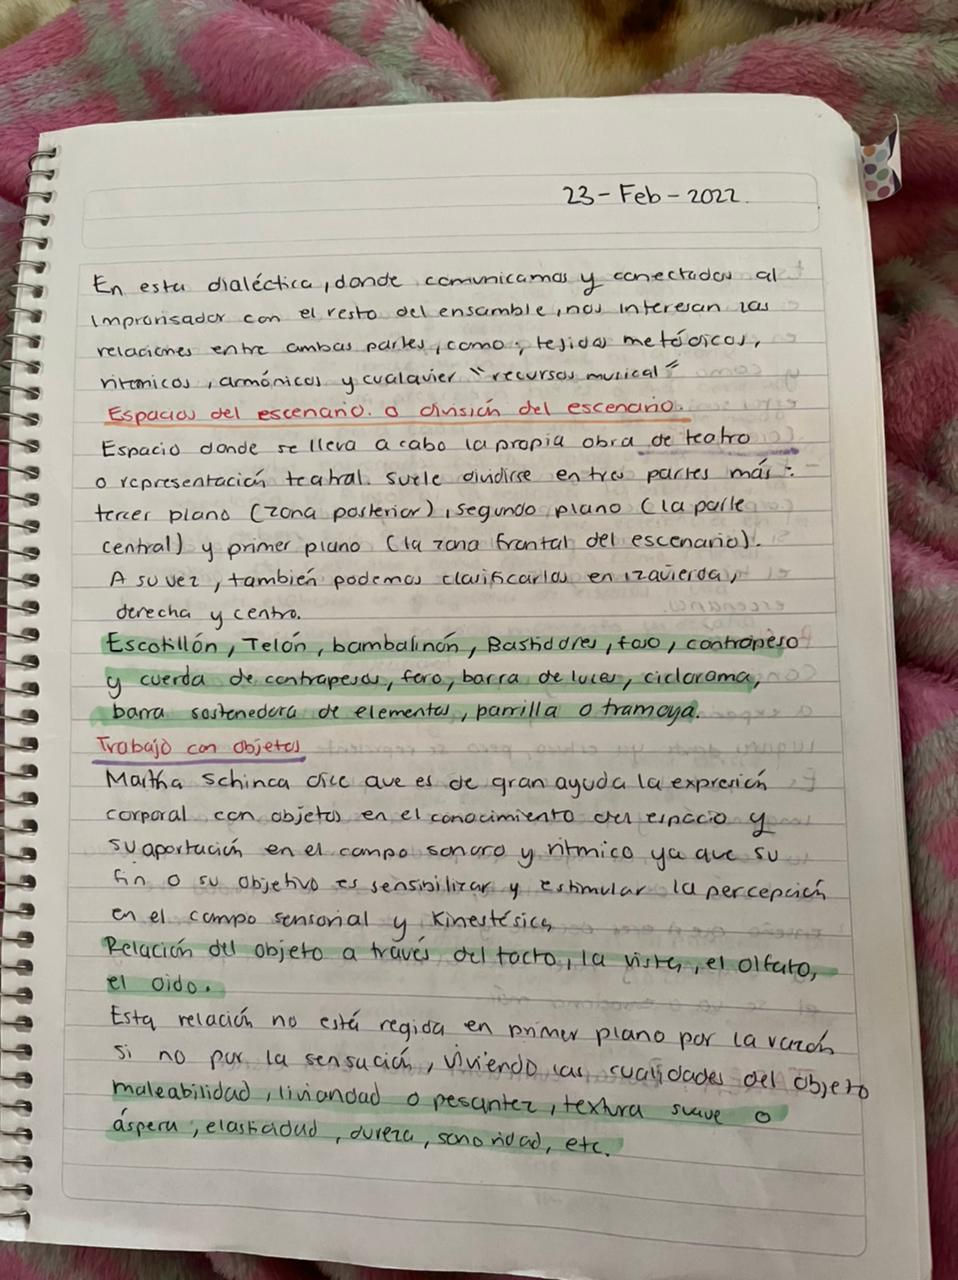 23 - Feb - 2022.
En esta dialéctica, donde comunicamos y conectados al
improvisador con el resto del ensamble, nos interesan las
relaciones entre ambas partes, como; tejidos metódicos,
rítmicos, armónicos y cualquier "recursos musical"
Espacios del escenario. o división del escenario.
Espacio donde se lleva a cabo la propia obra de teatro
o representación teatral. suele dividirse en tres partes más:
tercer plano (zona posterior), segundo plano (la parte
central) y primer plano (la zona frontal del escenario).
A su vez, también podemos clasificarlos en izquierda,
derecha y centro.
Escotillón, Telón, bambalinón, Bastidores, foso, contrapeso
y cuerda de contrapesos, foro, barra de luces, ciclorama,
barra sostenedora de elementos, parrilla o tramoya.
Trabajo con objetos
Martha Schinca dice que es de gran ayuda la expresión
corporal con objetos en el conocimiento del espacio y
su aportación en el campo sonoro y rítmico ya que su
fin o su objetivo es sensibilizar y estimular la percepción
en el campo sensorial y Kinestésica
Relación del objeto a través del tacto, la vista, el olfato,
el oido.
Esta relación no está regida en primer plano por la razón
si no por la sensación, viviendo las cualidades del objeto
maleabilidad, liviandad o pesantez, textura suave o
áspera, elasticidad, dureza, sonoridad, etc.